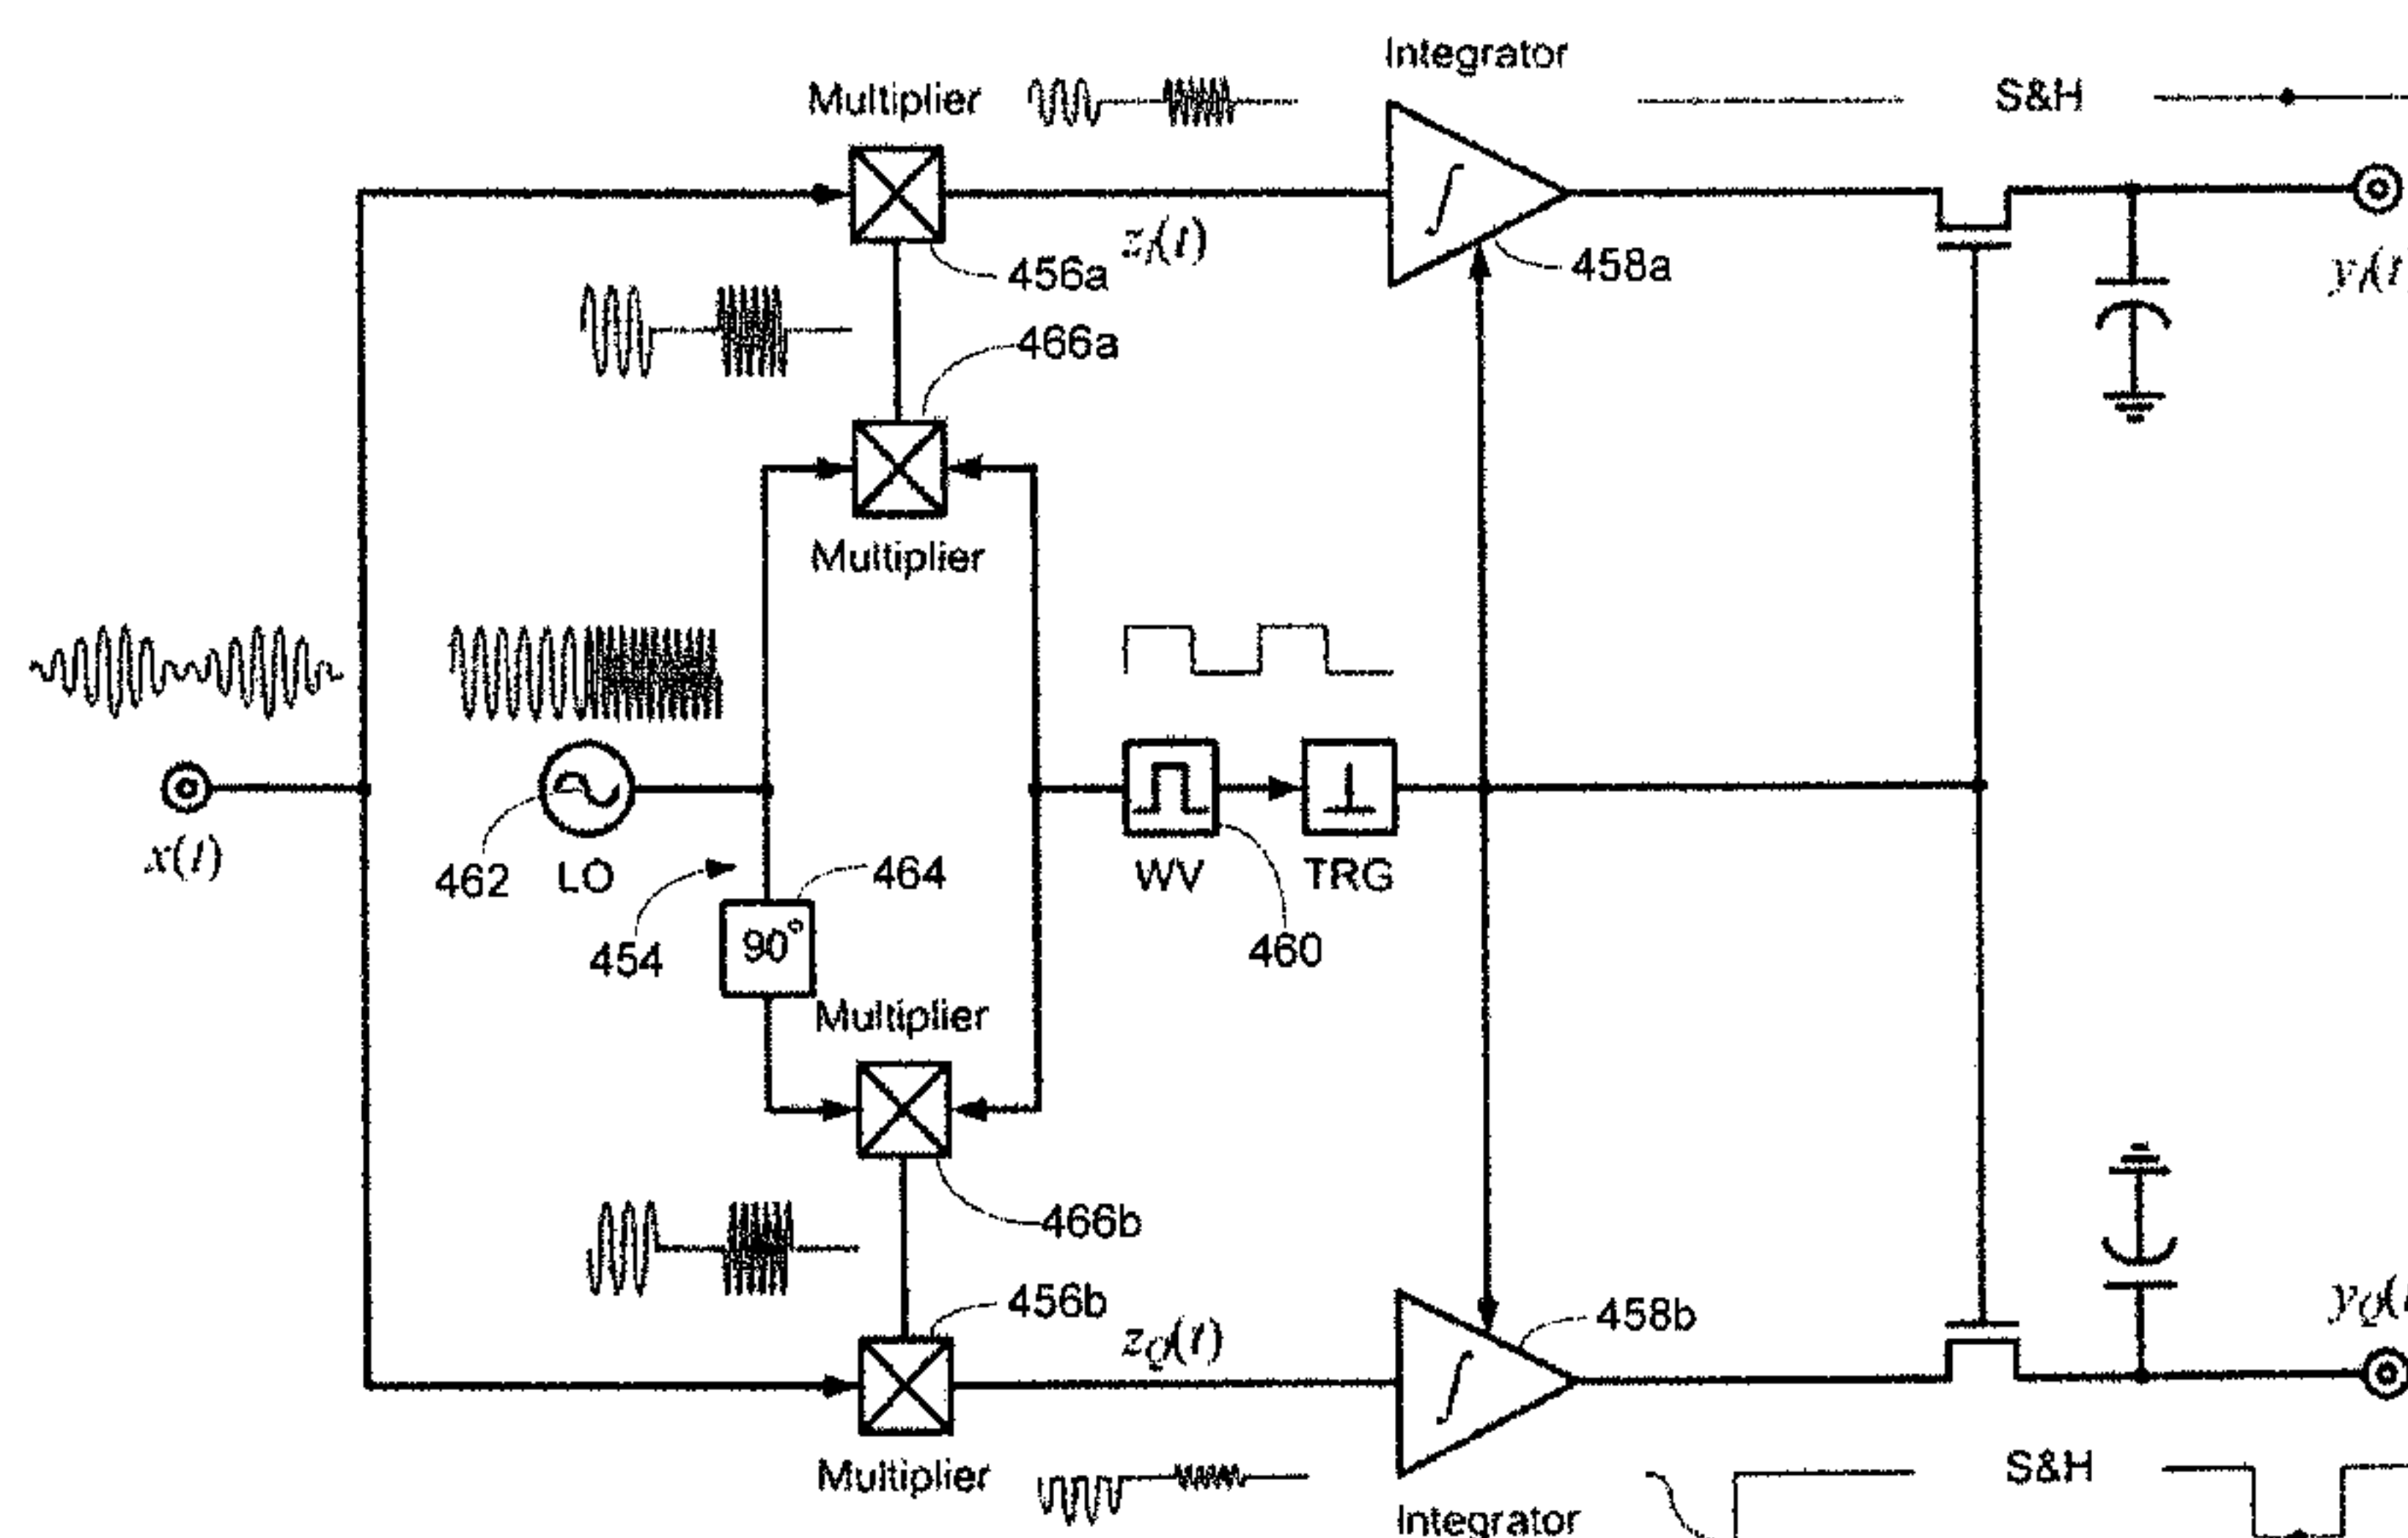 Integrator
Multiplier
S&H
z_I(t)
456a
458a
y_I(t
466a
Multiplier
x(t)
462
LO
454
464
90°
WV
TRG
460
Multiplier
466b
456b
z_Q(t)
458b
y_Q(
Multiplier
S&H
Integrator